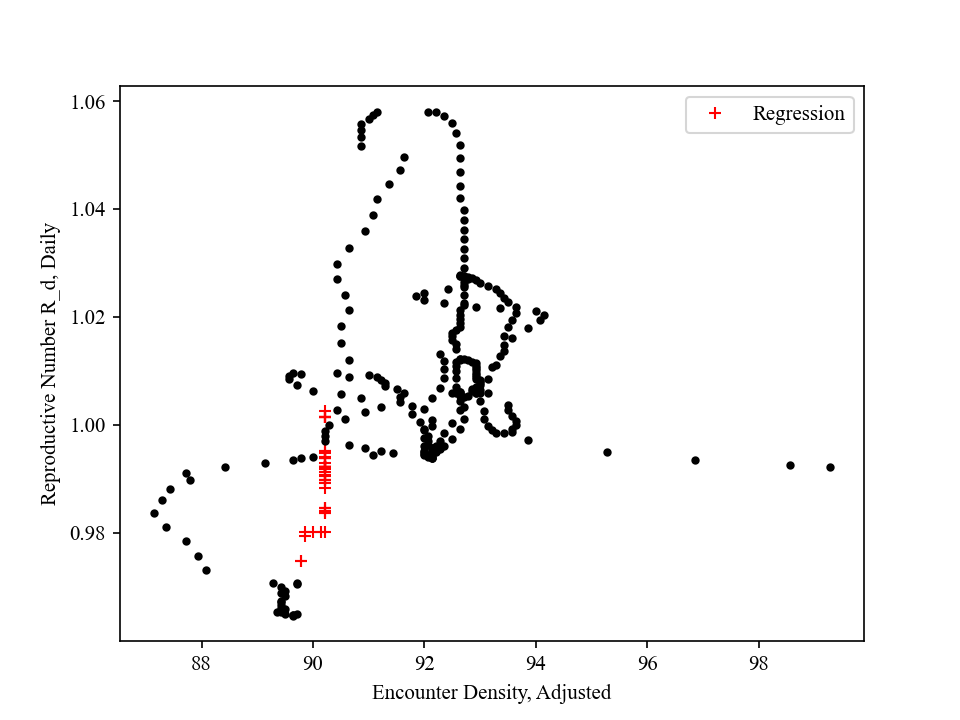 Regression
1.06
1.04
1.02
1.00
0.98
Reproductive Number R_d, Daily
88 90 92 94 96 98
Encounter Density, Adjusted